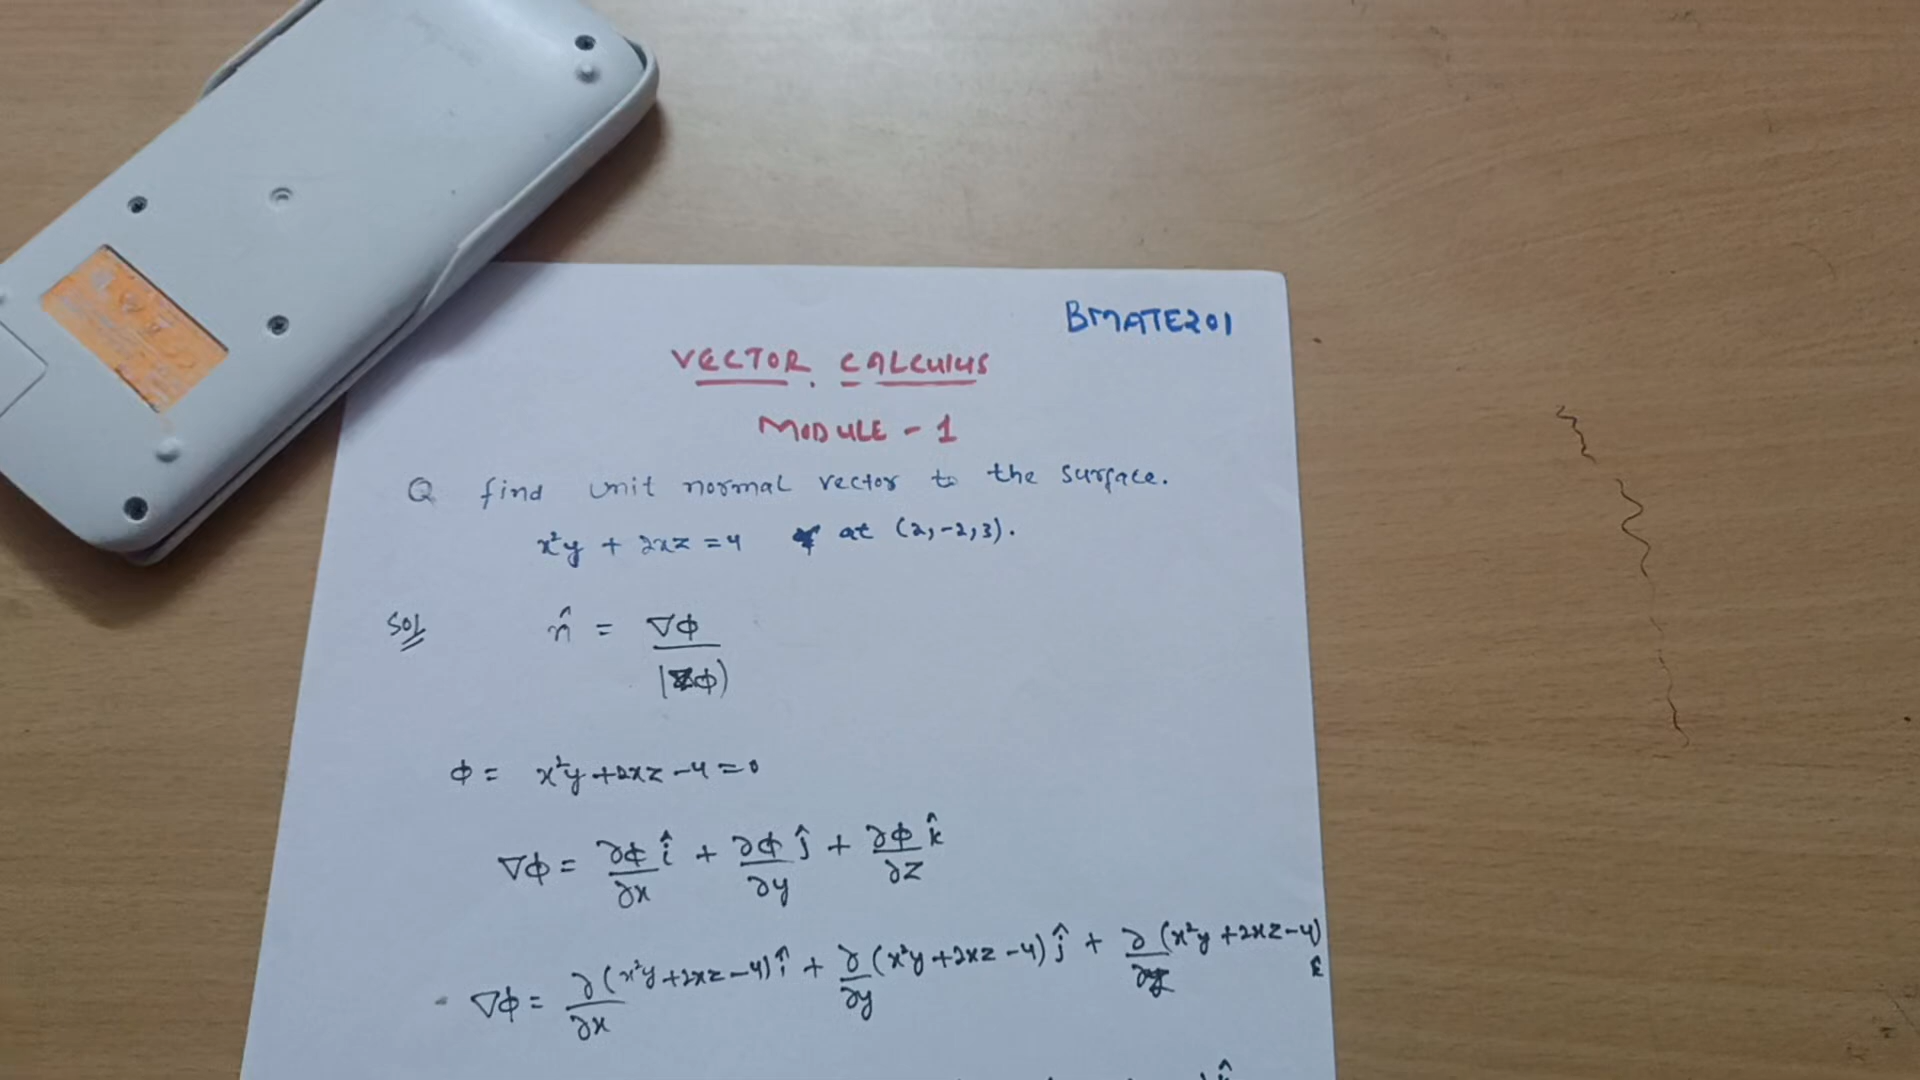 BMATE201
VECTOR CALCULUS
MODULE - 1
Q find unit normal vector to the surface.
x²y + 2xz = 4 at (2,-2,3).
Sol n̂ = ∇ϕ / |∇ϕ|
ϕ = x²y + 2xz - 4 = 0
∇ϕ = ∂ϕ/∂x î + ∂ϕ/∂y ĵ + ∂ϕ/∂z k̂
∇ϕ = ∂/∂x (x²y + 2xz - 4) î + ∂/∂y (x²y + 2xz - 4) ĵ + ∂/∂z (x²y + 2xz - 4) k̂